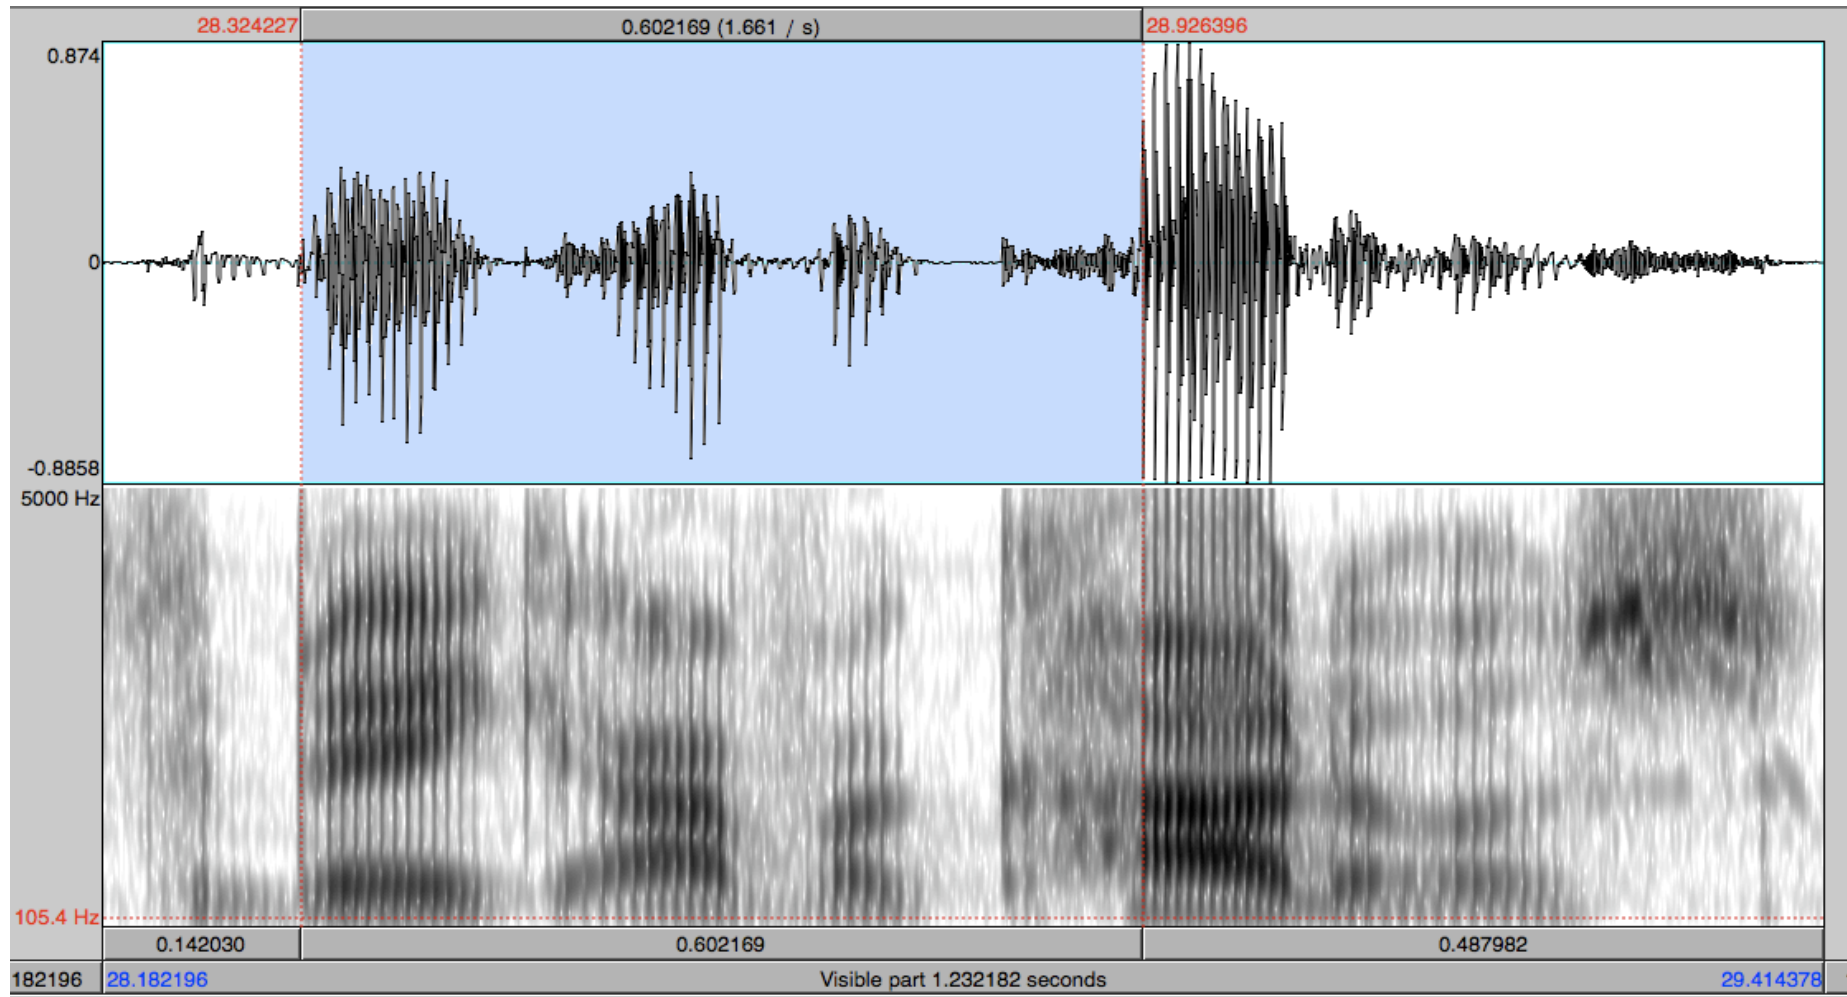 28.324227 0.602169 (1.661 / s) 28.926396
0.874
0
-0.8858
5000 Hz
105.4 Hz
0.142030 0.602169 0.487982
182196 28.182196 Visible part 1.232182 seconds 29.414378